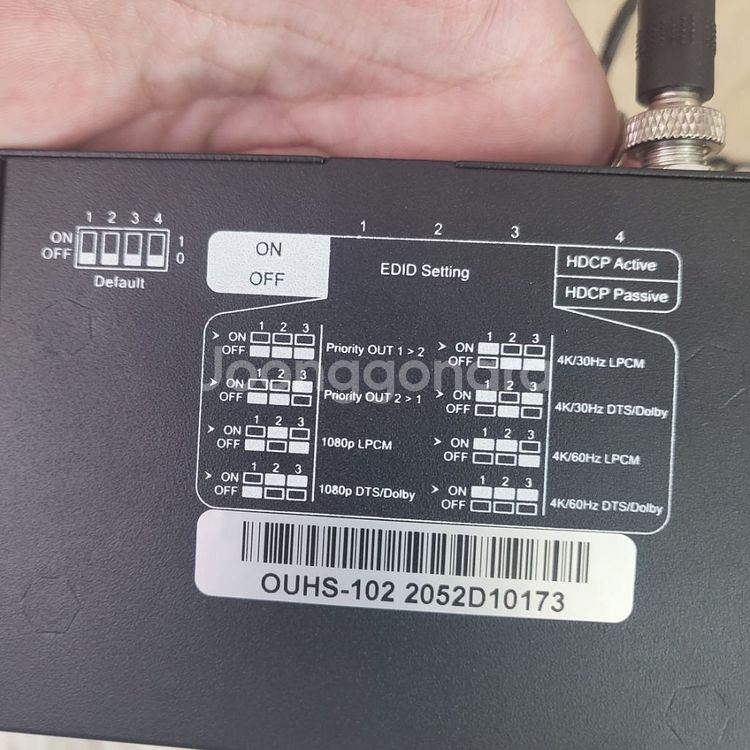 1 2 3 4
ON 1
OFF 0
Default
1 2 3 4
ON
OFF
EDID Setting
HDCP Active
HDCP Passive
1 2 3
> ON
OFF
Priority OUT 1 > 2
1 2 3
> ON
OFF
Priority OUT 2 > 1
1 2 3
> ON
OFF
1080p LPCM
1 2 3
> ON
OFF
1080p DTS/Dolby
1 2 3
> ON
OFF
4K/30Hz LPCM
1 2 3
> ON
OFF
4K/30Hz DTS/Dolby
1 2 3
> ON
OFF
4K/60Hz LPCM
1 2 3
> ON
OFF
4K/60Hz DTS/Dolby
Joonggonara
OUHS-102 2052D10173